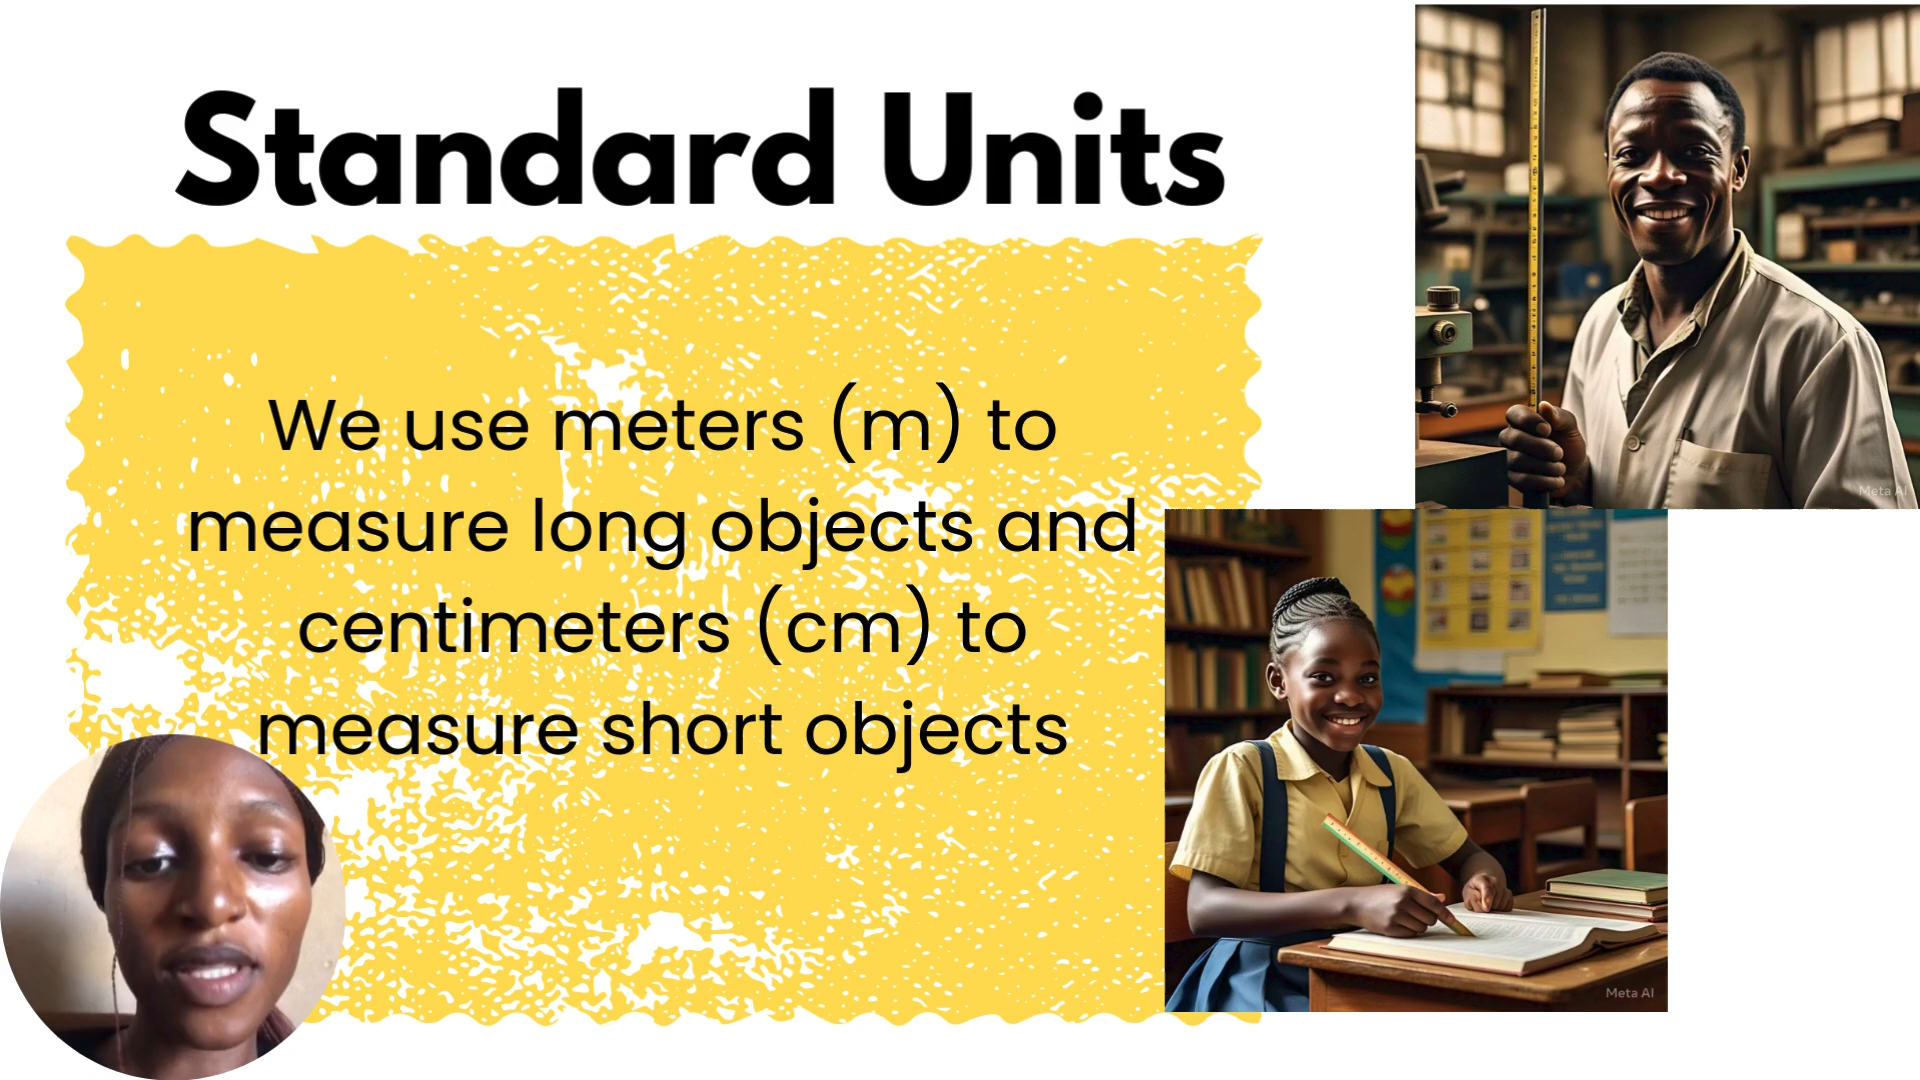 Standard Units
We use meters (m) to
measure long objects and
centimeters (cm) to
measure short objects
Meta AI
Meta AI